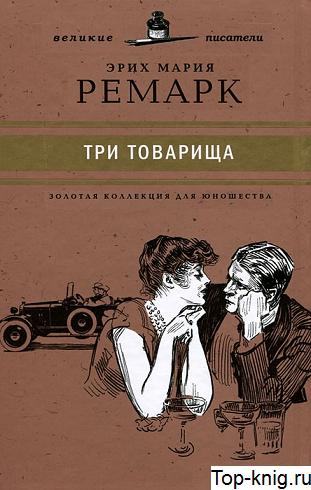 великие писатели
ЭРИХ МАРИЯ
РЕМАРК
ТРИ ТОВАРИЩА
ЗОЛОТАЯ КОЛЛЕКЦИЯ ДЛЯ ЮНОШЕСТВА
Top-knig.ru